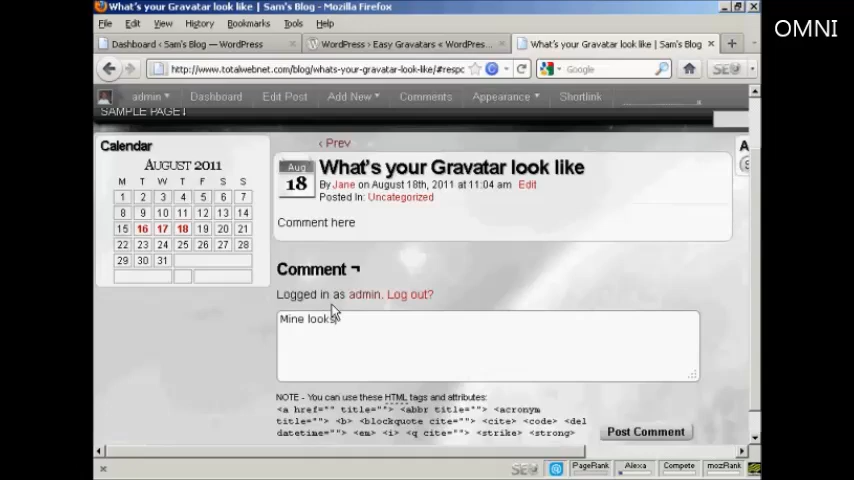 What's your Gravatar look like | Sam's Blog - Mozilla Firefox
File Edit View History Bookmarks Tools Help
OMNI
Dashboard ‹ Sam's Blog — WordPress
WordPress › Easy Gravatars « WordPres...
What's your Gravatar look like | Sam's Blog
http://www.totalwebnet.com/blog/whats-your-gravatar-look-like/#respc
Google
SEO
admin Dashboard Edit Post Add New Comments Appearance Shortlink
SAMPLE PAGE
Calendar
AUGUST 2011
M T W T F S S
1 2 3 4 5 6 7
8 9 10 11 12 13 14
15 16 17 18 19 20 21
22 23 24 25 26 27 28
29 30 31
‹ Prev
Aug
18
What's your Gravatar look like
By Jane on August 18th, 2011 at 11:04 am Edit
Posted In: Uncategorized
Comment here
A
Comment ¬
Logged in as admin. Log out?
Mine looks
NOTE - You can use these HTML tags and attributes:
<a href="" title=""> <abbr title=""> <acronym
title=""> <b> <blockquote cite=""> <cite> <code> <del
datetime=""> <em> <i> <q cite=""> <strike> <strong>
Post Comment
SEO
PageRank
Alexa
Compete
mozRank